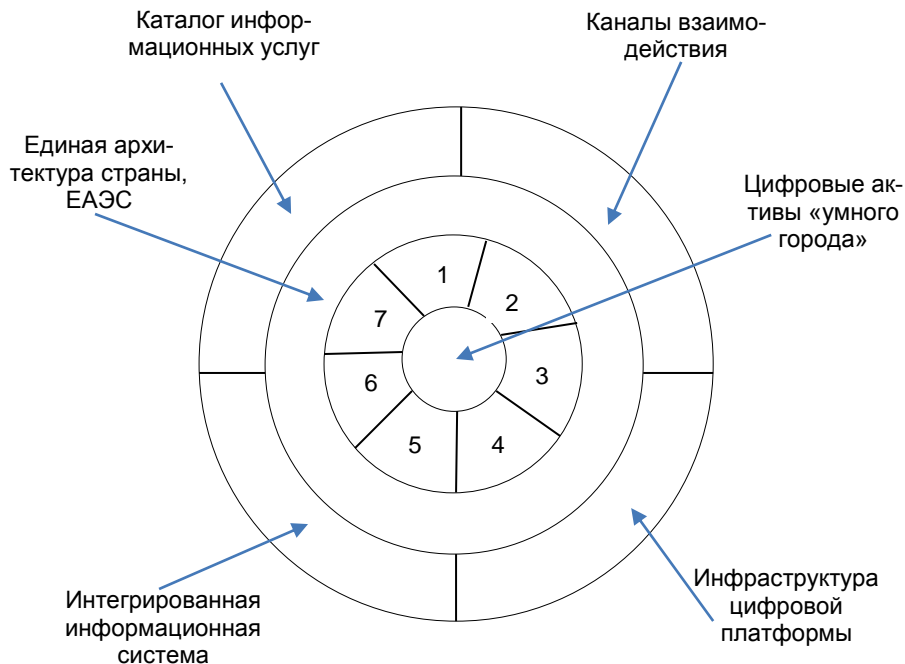 Каталог инфор-
мационных услуг
Каналы взаимо-
действия
Единая архи-
тектура страны,
ЕАЭС
Цифровые ак-
тивы «умного
города»
1
2
3
4
5
6
7
Интегрированная
информационная
система
Инфраструктура
цифровой
платформы